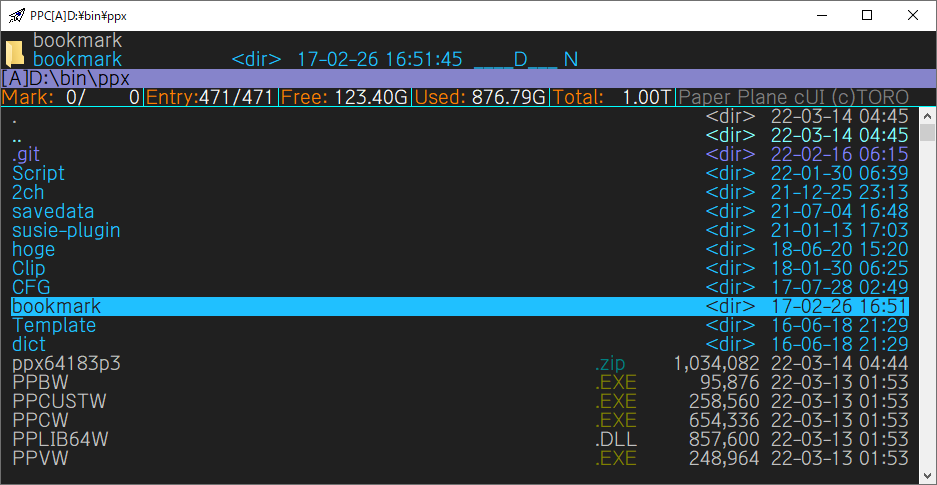 PPC[A]D:¥bin¥ppx
bookmark
bookmark <dir> 17-02-26 16:51:45 ____D___ N
[A]D:\bin\ppx
Mark: 0/ 0|Entry:471/471|Free: 123.40G|Used: 876.79G|Total: 1.00T|Paper Plane cUI (c)TORO
. <dir> 22-03-14 04:45
.. <dir> 22-03-14 04:45
.git <dir> 22-02-16 06:15
Script <dir> 22-01-30 06:39
2ch <dir> 21-12-25 23:13
savedata <dir> 21-07-04 16:48
susie-plugin <dir> 21-01-13 17:03
hoge <dir> 18-06-20 15:20
Clip <dir> 18-01-30 06:25
CFG <dir> 17-07-28 02:49
bookmark <dir> 17-02-26 16:51
Template <dir> 16-06-18 21:29
dict <dir> 16-06-18 21:29
ppx64183p3 .zip 1,034,082 22-03-14 04:44
PPBW .EXE 95,876 22-03-13 01:53
PPCUSTW .EXE 258,560 22-03-13 01:53
PPCW .EXE 654,336 22-03-13 01:53
PPLIB64W .DLL 857,600 22-03-13 01:53
PPVW .EXE 248,964 22-03-13 01:53